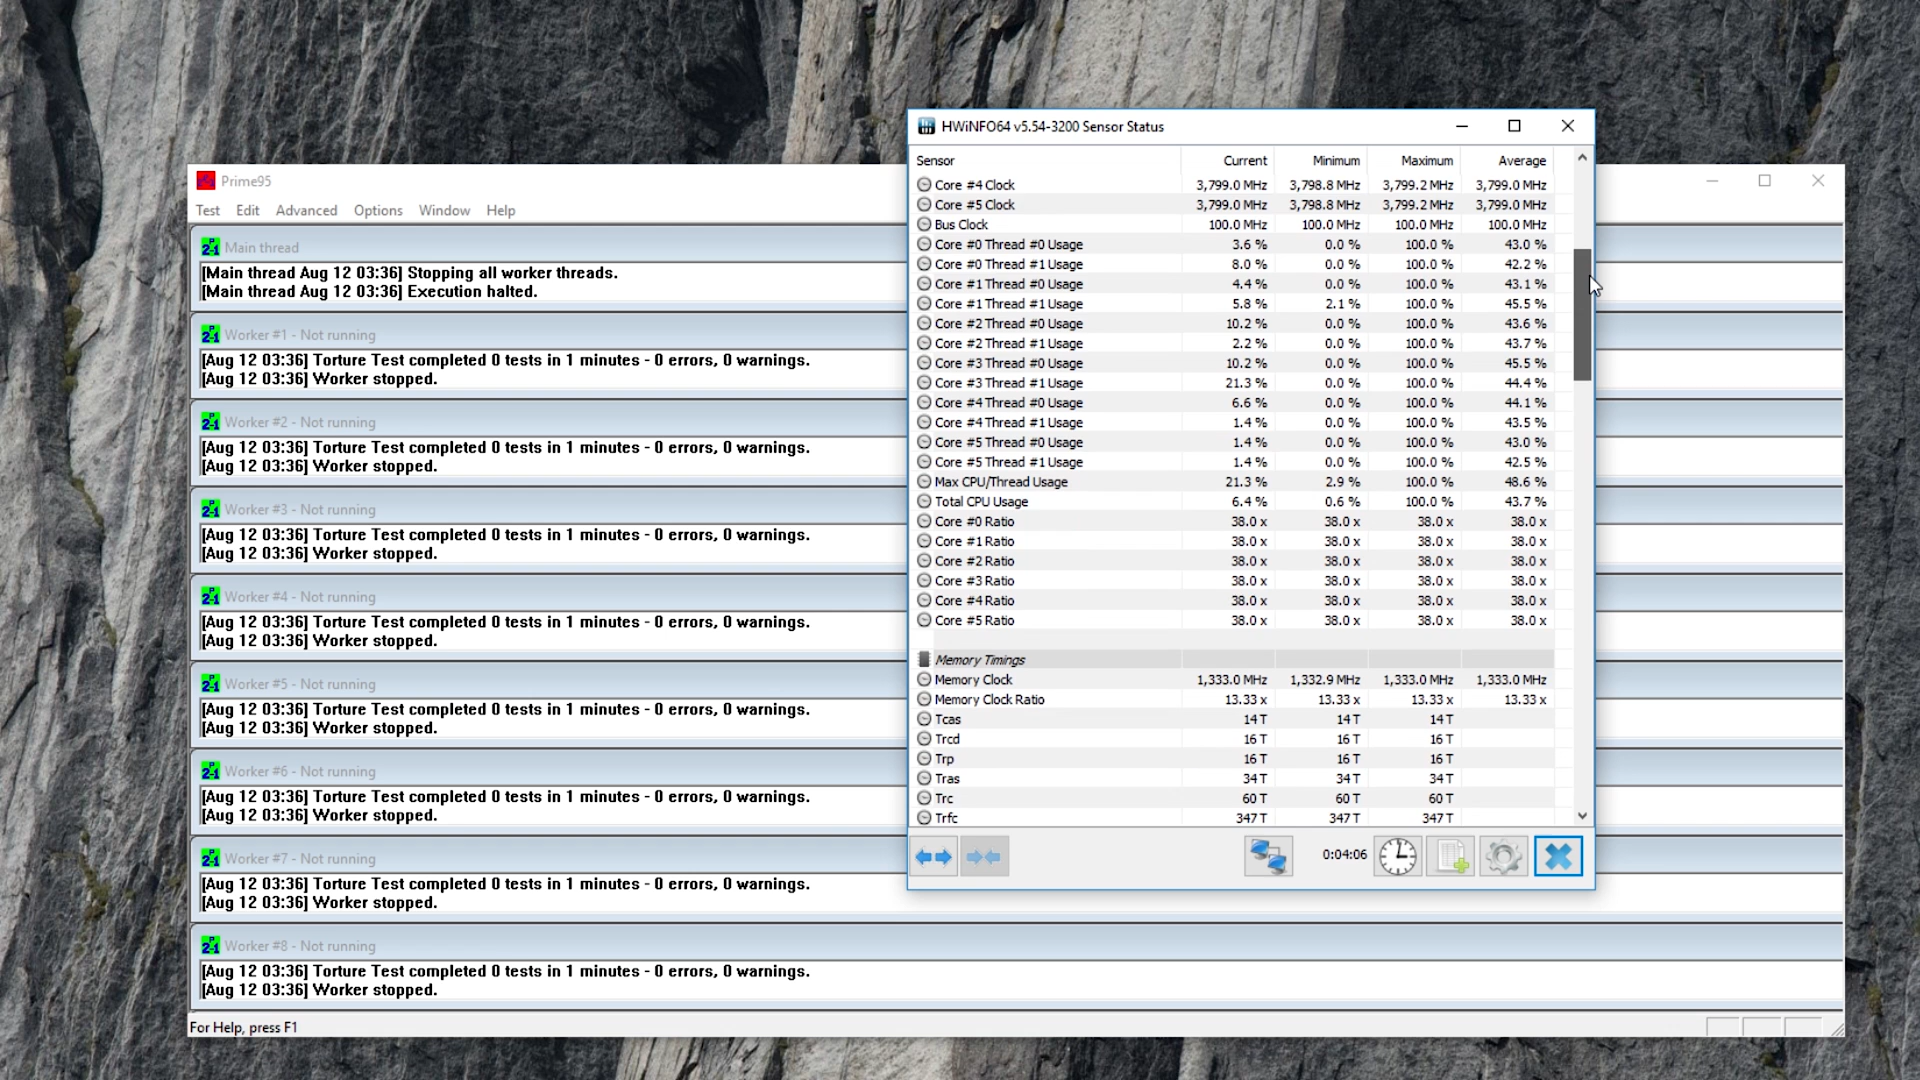 HWiNFO64 v5.54-3200 Sensor Status
Sensor Current Minimum Maximum Average
Core #4 Clock 3,799.0 MHz 3,798.8 MHz 3,799.2 MHz 3,799.0 MHz
Core #5 Clock 3,799.0 MHz 3,798.8 MHz 3,799.2 MHz 3,799.0 MHz
Bus Clock 100.0 MHz 100.0 MHz 100.0 MHz 100.0 MHz
Core #0 Thread #0 Usage 3.6 % 0.0 % 100.0 % 43.0 %
Core #0 Thread #1 Usage 8.0 % 0.0 % 100.0 % 42.2 %
Core #1 Thread #0 Usage 4.4 % 0.0 % 100.0 % 43.1 %
Core #1 Thread #1 Usage 5.8 % 2.1 % 100.0 % 45.5 %
Core #2 Thread #0 Usage 10.2 % 0.0 % 100.0 % 43.6 %
Core #2 Thread #1 Usage 2.2 % 0.0 % 100.0 % 43.7 %
Core #3 Thread #0 Usage 10.2 % 0.0 % 100.0 % 45.5 %
Core #3 Thread #1 Usage 21.3 % 0.0 % 100.0 % 44.4 %
Core #4 Thread #0 Usage 6.6 % 0.0 % 100.0 % 44.1 %
Core #4 Thread #1 Usage 1.4 % 0.0 % 100.0 % 43.5 %
Core #5 Thread #0 Usage 1.4 % 0.0 % 100.0 % 43.0 %
Core #5 Thread #1 Usage 1.4 % 0.0 % 100.0 % 42.5 %
Max CPU/Thread Usage 21.3 % 2.9 % 100.0 % 48.6 %
Total CPU Usage 6.4 % 0.6 % 100.0 % 43.7 %
Core #0 Ratio 38.0 x 38.0 x 38.0 x 38.0 x
Core #1 Ratio 38.0 x 38.0 x 38.0 x 38.0 x
Core #2 Ratio 38.0 x 38.0 x 38.0 x 38.0 x
Core #3 Ratio 38.0 x 38.0 x 38.0 x 38.0 x
Core #4 Ratio 38.0 x 38.0 x 38.0 x 38.0 x
Core #5 Ratio 38.0 x 38.0 x 38.0 x 38.0 x
Memory Timings
Memory Clock 1,333.0 MHz 1,332.9 MHz 1,333.0 MHz 1,333.0 MHz
Memory Clock Ratio 13.33 x 13.33 x 13.33 x 13.33 x
Tcas 14 T 14 T 14 T
Trcd 16 T 16 T 16 T
Trp 16 T 16 T 16 T
Tras 34 T 34 T 34 T
Trc 60 T 60 T 60 T
Trfc 347 T 347 T 347 T
0:04:06
Prime95
Test Edit Advanced Options Window Help
Main thread
[Main thread Aug 12 03:36] Stopping all worker threads.
[Main thread Aug 12 03:36] Execution halted.
Worker #1 - Not running
[Aug 12 03:36] Torture Test completed 0 tests in 1 minutes - 0 errors, 0 warnings.
[Aug 12 03:36] Worker stopped.
Worker #2 - Not running
[Aug 12 03:36] Torture Test completed 0 tests in 1 minutes - 0 errors, 0 warnings.
[Aug 12 03:36] Worker stopped.
Worker #3 - Not running
[Aug 12 03:36] Torture Test completed 0 tests in 1 minutes - 0 errors, 0 warnings.
[Aug 12 03:36] Worker stopped.
Worker #4 - Not running
[Aug 12 03:36] Torture Test completed 0 tests in 1 minutes - 0 errors, 0 warnings.
[Aug 12 03:36] Worker stopped.
Worker #5 - Not running
[Aug 12 03:36] Torture Test completed 0 tests in 1 minutes - 0 errors, 0 warnings.
[Aug 12 03:36] Worker stopped.
Worker #6 - Not running
[Aug 12 03:36] Torture Test completed 0 tests in 1 minutes - 0 errors, 0 warnings.
[Aug 12 03:36] Worker stopped.
Worker #7 - Not running
[Aug 12 03:36] Torture Test completed 0 tests in 1 minutes - 0 errors, 0 warnings.
[Aug 12 03:36] Worker stopped.
Worker #8 - Not running
[Aug 12 03:36] Torture Test completed 0 tests in 1 minutes - 0 errors, 0 warnings.
[Aug 12 03:36] Worker stopped.
For Help, press F1